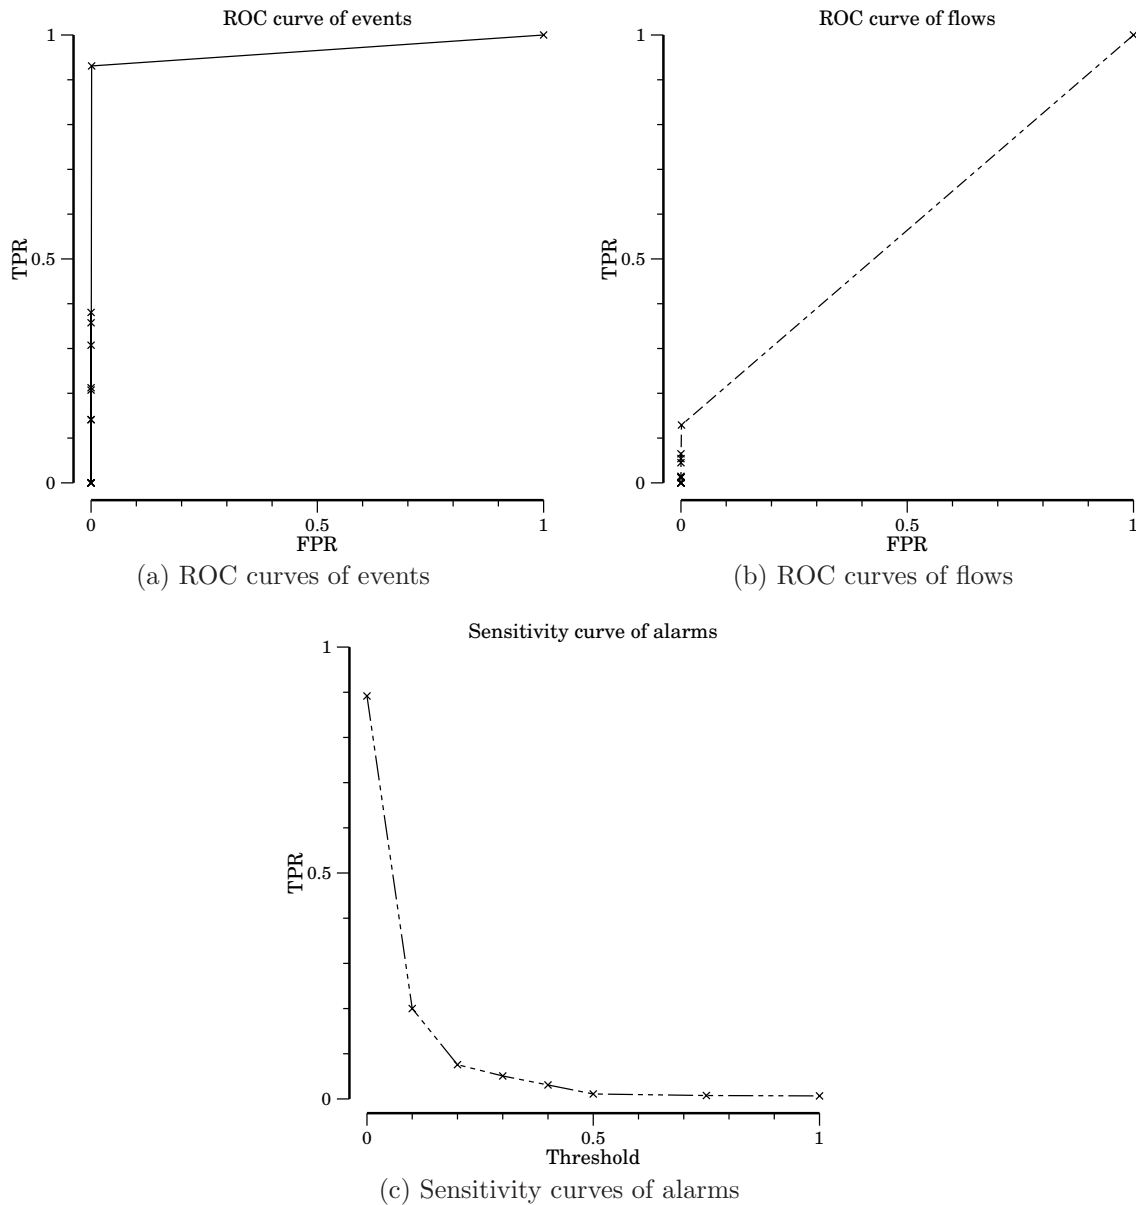 ROC curve of events
1
TPR
0.5
0
0
0.5
1
FPR
(a) ROC curves of events
ROC curve of flows
1
TPR
0.5
0
0
0.5
1
FPR
(b) ROC curves of flows
Sensitivity curve of alarms
1
TPR
0.5
0
0
0.5
1
Threshold
(c) Sensitivity curves of alarms